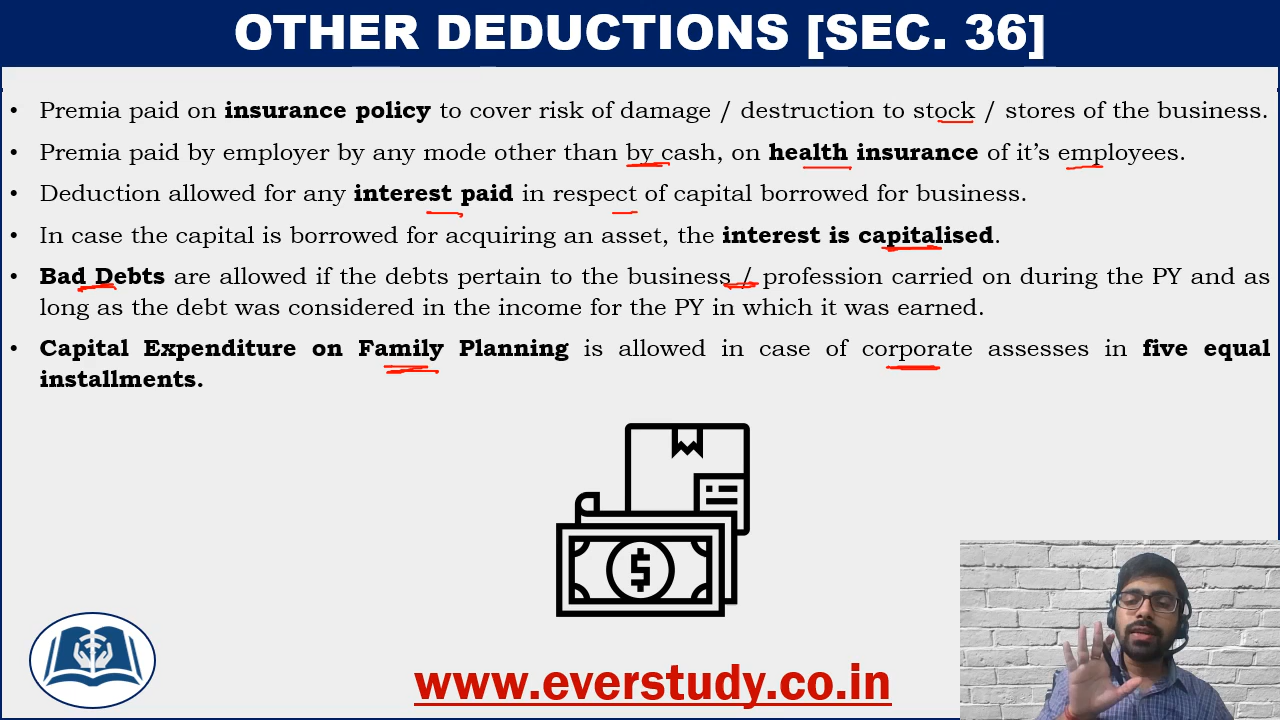 OTHER DEDUCTIONS [SEC. 36]
• Premia paid on insurance policy to cover risk of damage / destruction to stock / stores of the business.
• Premia paid by employer by any mode other than by cash, on health insurance of it’s employees.
• Deduction allowed for any interest paid in respect of capital borrowed for business.
• In case the capital is borrowed for acquiring an asset, the interest is capitalised.
• Bad Debts are allowed if the debts pertain to the business / profession carried on during the PY and as
long as the debt was considered in the income for the PY in which it was earned.
• Capital Expenditure on Family Planning is allowed in case of corporate assesses in five equal
installments.
$
www.everstudy.co.in